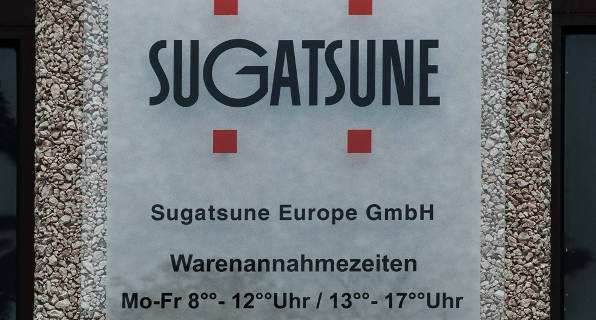 SUGATSUNE
Sugatsune Europe GmbH
Warenannahmezeiten
Mo-Fr 8°°- 12°°Uhr / 13°°- 17°°Uhr